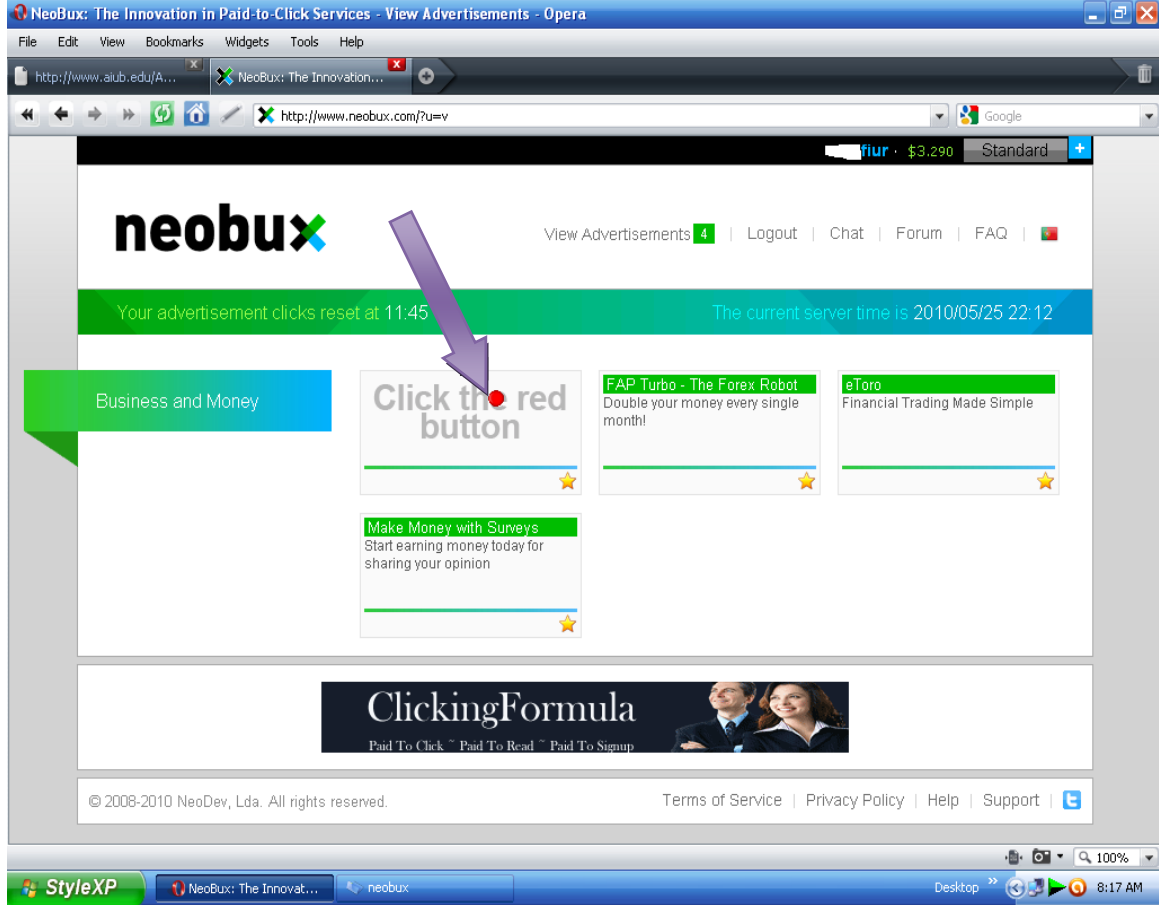 NeoBux: The Innovation in Paid-to-Click Services - View Advertisements - Opera
File Edit View Bookmarks Widgets Tools Help
http://www.aiub.edu/A... NeoBux: The Innovation...
http://www.neobux.com/?u=v Google
fiur · $3.290 Standard +
neobux
View Advertisements 4 | Logout | Chat | Forum | FAQ |
Your advertisement clicks reset at 11:45 The current server time is 2010/05/25 22:12
Business and Money
Click the red
button
FAP Turbo - The Forex Robot
Double your money every single
month!
eToro
Financial Trading Made Simple
Make Money with Surveys
Start earning money today for
sharing your opinion
ClickingFormula
Paid To Click ~ Paid To Read ~ Paid To Signup
© 2008-2010 NeoDev, Lda. All rights reserved. Terms of Service | Privacy Policy | Help | Support |
100%
StyleXP NeoBux: The Innovat... neobux Desktop » 8:17 AM